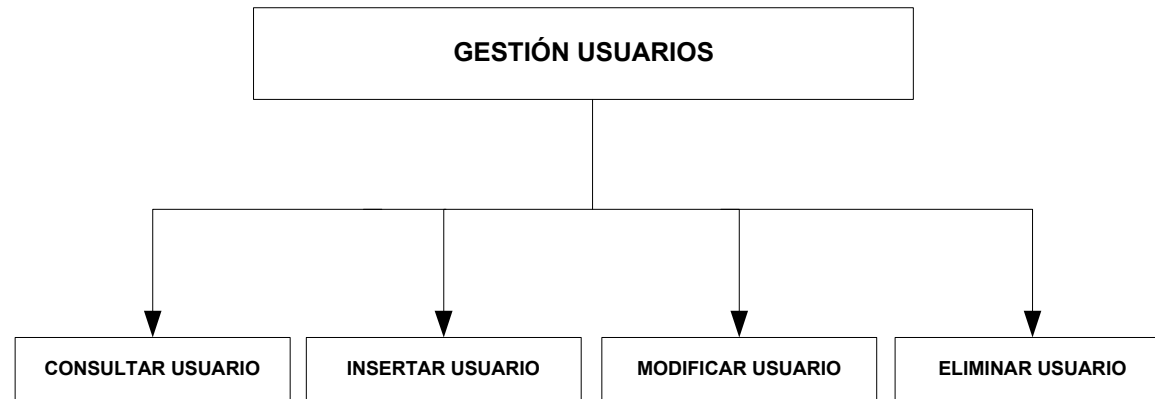 GESTIÓN USUARIOS
CONSULTAR USUARIO
INSERTAR USUARIO
MODIFICAR USUARIO
ELIMINAR USUARIO